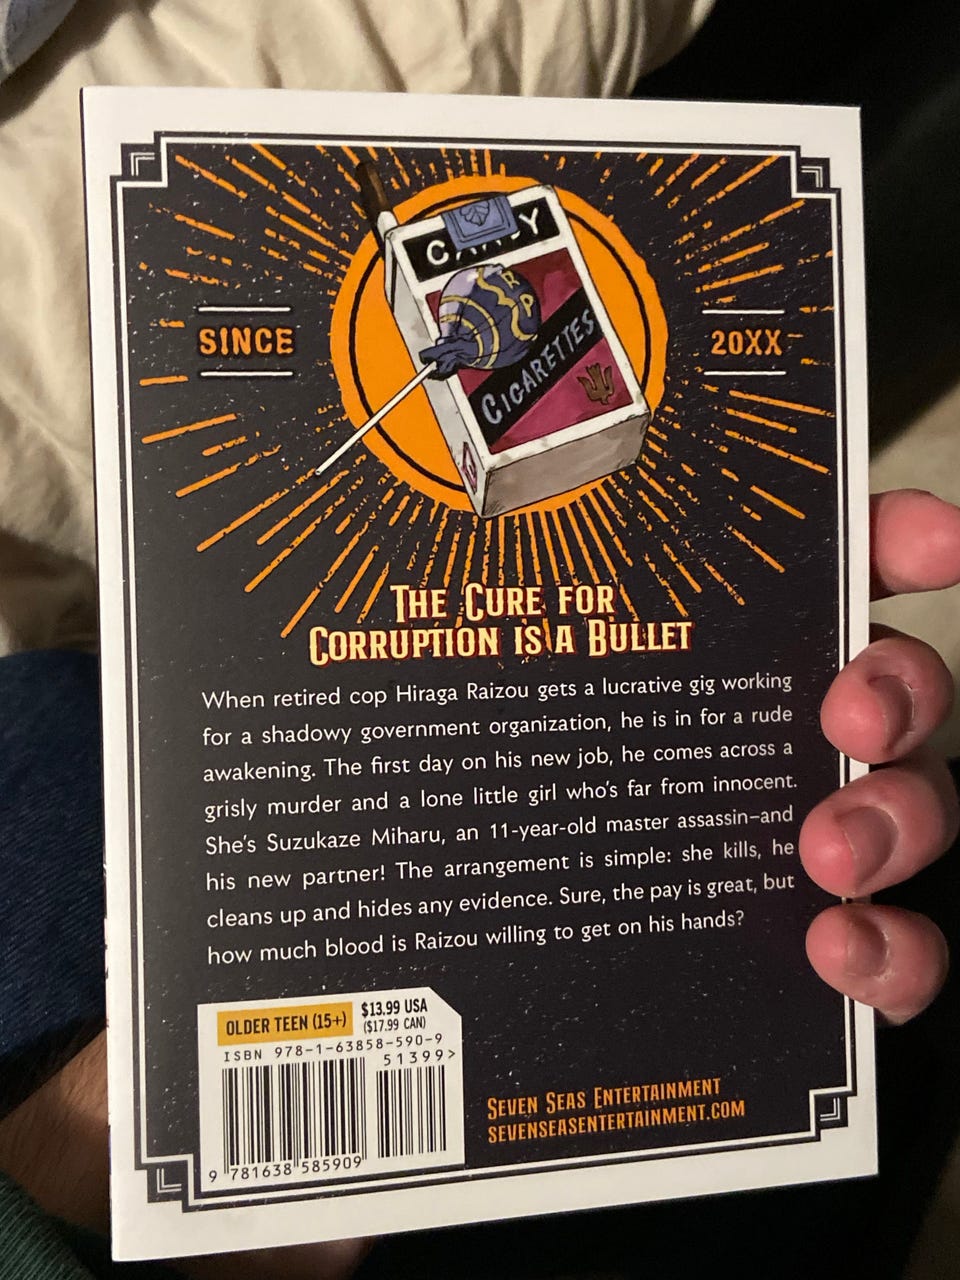 C
Y
RP
CIGARETTES
SINCE
20XX
THE CURE FOR
CORRUPTION IS A BULLET
When retired cop Hiraga Raizou gets a lucrative gig working
for a shadowy government organization, he is in for a rude
awakening. The first day on his new job, he comes across a
grisly murder and a lone little girl who's far from innocent.
She's Suzukaze Miharu, an 11-year-old master assassin–and
his new partner! The arrangement is simple: she kills, he
cleans up and hides any evidence. Sure, the pay is great, but
how much blood is Raizou willing to get on his hands?
OLDER TEEN (15+)
$13.99 USA
($17.99 CAN)
ISBN 978-1-63858-590-9
51399>
9 781638 585909
SEVEN SEAS ENTERTAINMENT
SEVENSEASENTERTAINMENT.COM